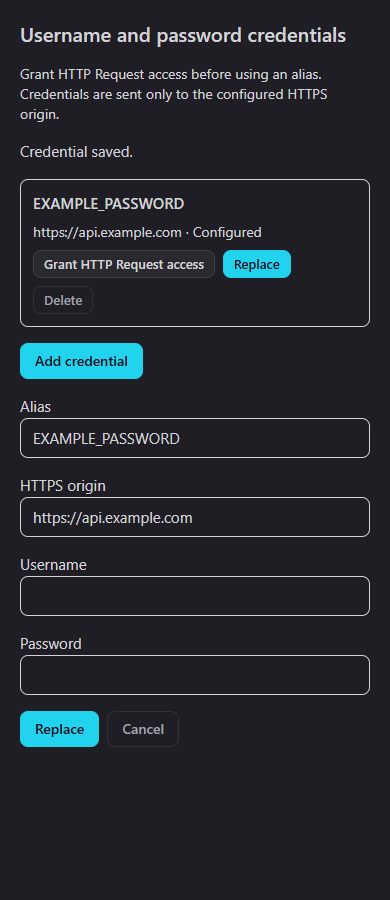 Username and password credentials
Grant HTTP Request access before using an alias.
Credentials are sent only to the configured HTTPS
origin.
Credential saved.
EXAMPLE_PASSWORD
https://api.example.com · Configured
Grant HTTP Request access
Replace
Delete
Add credential
Alias
EXAMPLE_PASSWORD
HTTPS origin
https://api.example.com
Username
Password
Replace
Cancel